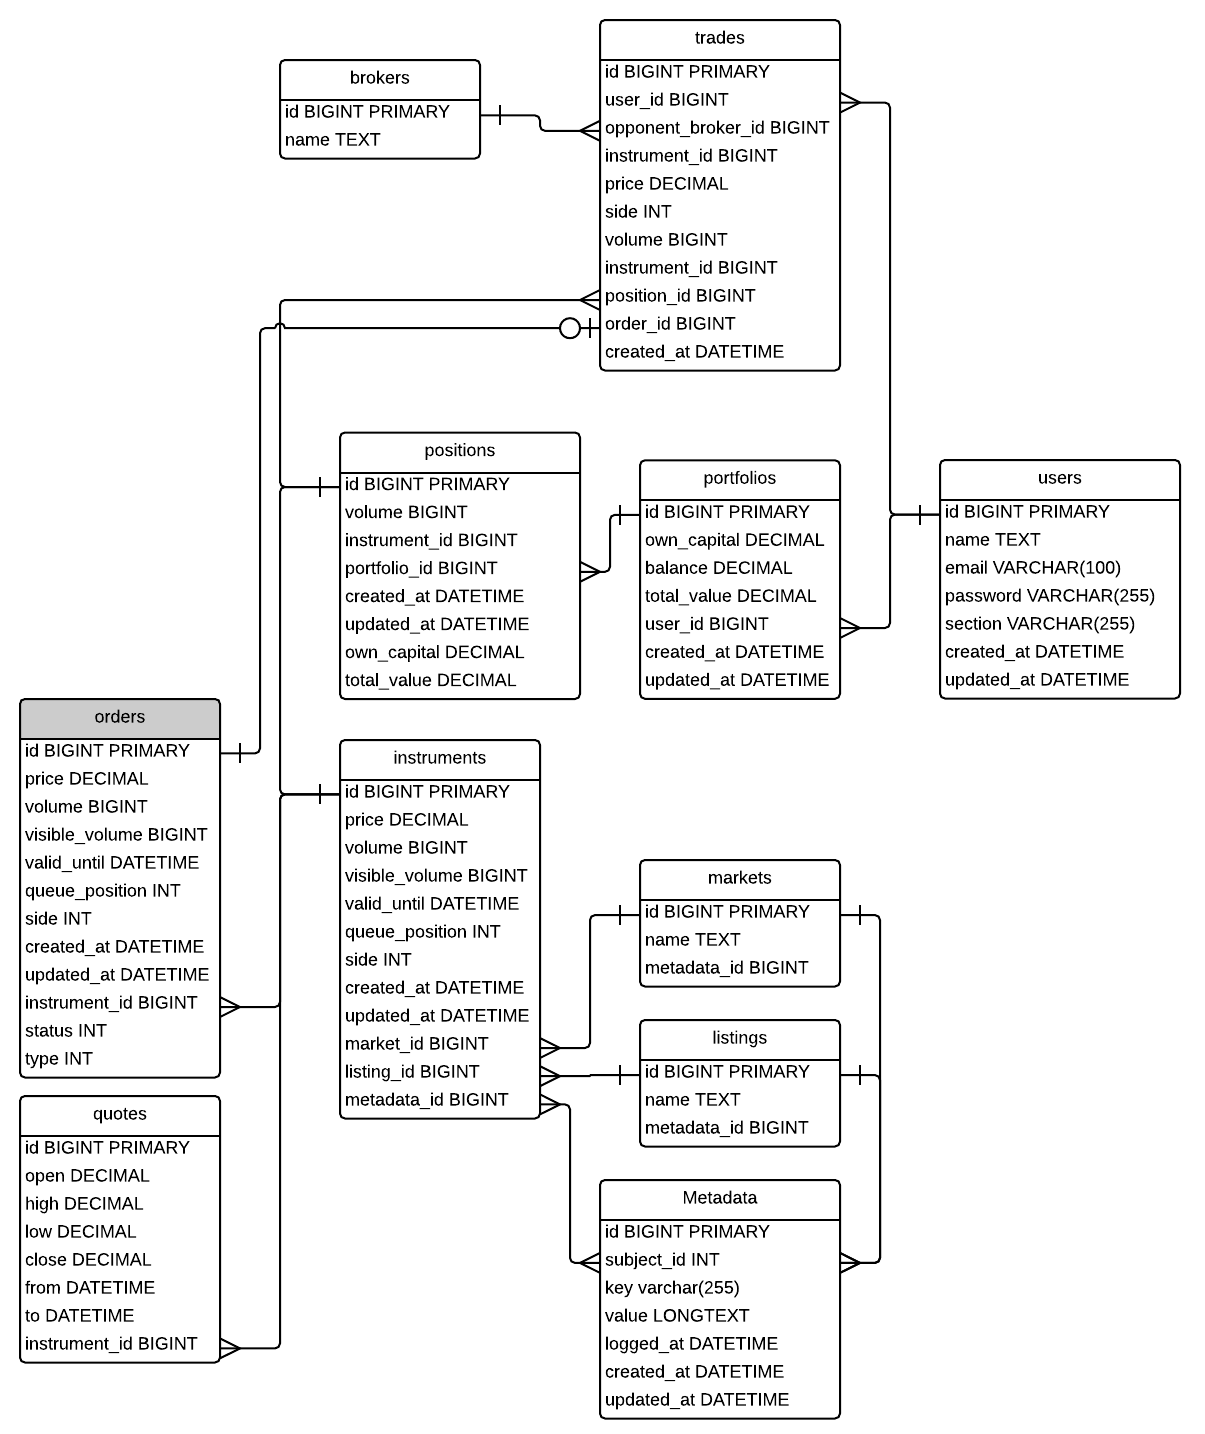 trades
id BIGINT PRIMARY
user_id BIGINT
opponent_broker_id BIGINT
instrument_id BIGINT
price DECIMAL
side INT
volume BIGINT
instrument_id BIGINT
position_id BIGINT
order_id BIGINT
created_at DATETIME
brokers
id BIGINT PRIMARY
name TEXT
positions
id BIGINT PRIMARY
volume BIGINT
instrument_id BIGINT
portfolio_id BIGINT
created_at DATETIME
updated_at DATETIME
own_capital DECIMAL
total_value DECIMAL
portfolios
id BIGINT PRIMARY
own_capital DECIMAL
balance DECIMAL
total_value DECIMAL
user_id BIGINT
created_at DATETIME
updated_at DATETIME
users
id BIGINT PRIMARY
name TEXT
email VARCHAR(100)
password VARCHAR(255)
section VARCHAR(255)
created_at DATETIME
updated_at DATETIME
orders
id BIGINT PRIMARY
price DECIMAL
volume BIGINT
visible_volume BIGINT
valid_until DATETIME
queue_position INT
side INT
created_at DATETIME
updated_at DATETIME
instrument_id BIGINT
status INT
type INT
instruments
id BIGINT PRIMARY
price DECIMAL
volume BIGINT
visible_volume BIGINT
valid_until DATETIME
queue_position INT
side INT
created_at DATETIME
updated_at DATETIME
market_id BIGINT
listing_id BIGINT
metadata_id BIGINT
markets
id BIGINT PRIMARY
name TEXT
metadata_id BIGINT
listings
id BIGINT PRIMARY
name TEXT
metadata_id BIGINT
quotes
id BIGINT PRIMARY
open DECIMAL
high DECIMAL
low DECIMAL
close DECIMAL
from DATETIME
to DATETIME
instrument_id BIGINT
Metadata
id BIGINT PRIMARY
subject_id INT
key varchar(255)
value LONGTEXT
logged_at DATETIME
created_at DATETIME
updated_at DATETIME